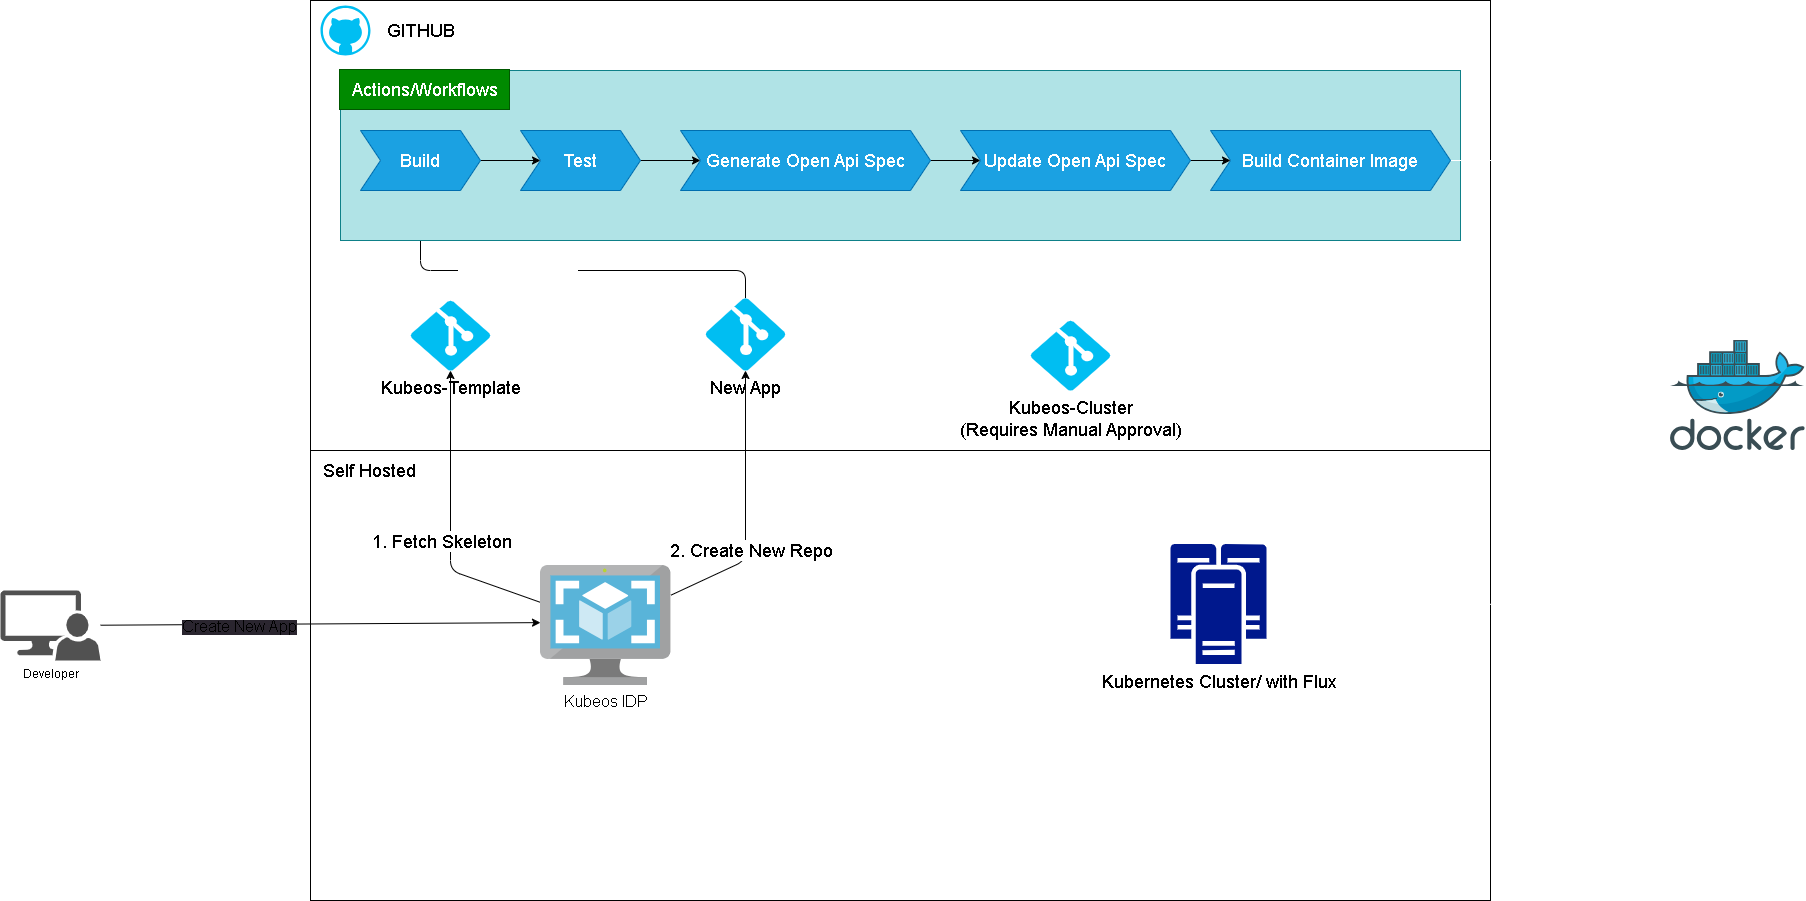 GITHUB
Actions/Workflows
Build
Test
Generate Open Api Spec
Update Open Api Spec
Build Container Image
Kubeos-Template
New App
Kubeos-Cluster
(Requires Manual Approval)
docker
Self Hosted
1. Fetch Skeleton
2. Create New Repo
Create New App
Developer
Kubeos IDP
Kubernetes Cluster/ with Flux